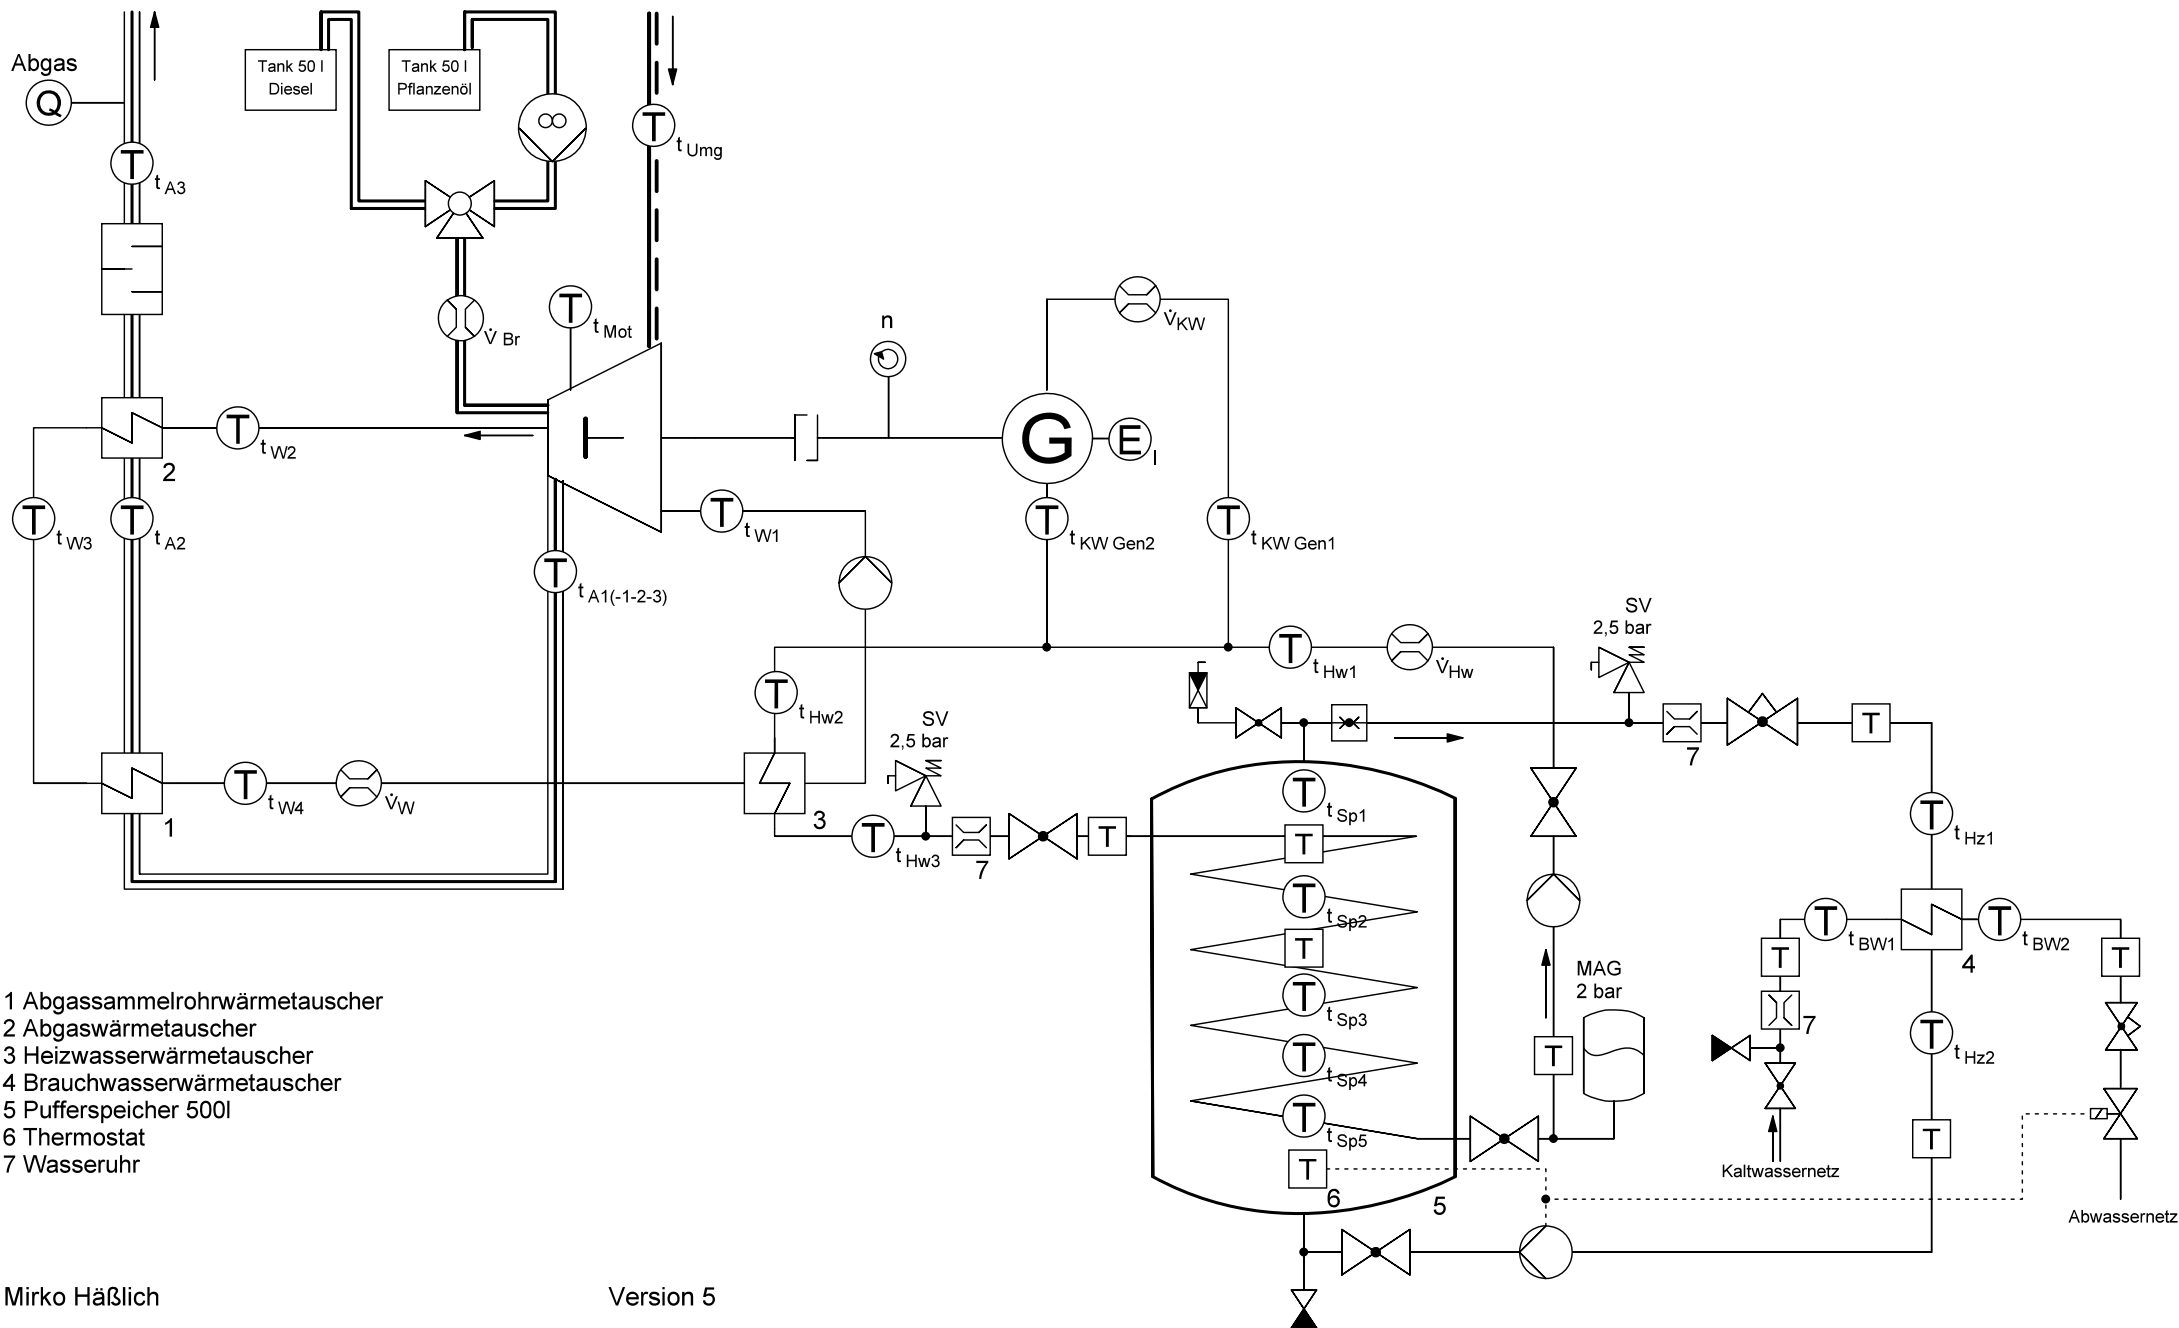 Abgas
Q
T
t A3
Tank 50 l
Diesel
Tank 50 l
Pflanzenöl
T
t Umg
V̇ Br
T
t Mot
n
V̇KW
G
E I
T
t W2
2
T
t W3
T
t A2
T
t W1
T
t KW Gen2
T
t KW Gen1
T
t A1(-1-2-3)
T
t Hw1
V̇Hw
SV
2,5 bar
T
t Hw2
SV
2,5 bar
7
T
1
T
t W4
V̇W
3
T
t Hw3
7
T
T
t Sp1
T
T
t Sp2
T
T
t Sp3
T
t Sp4
T
t Sp5
T
6
5
T
t Hz1
T
t BW1
T
t BW2
4
T
T
7
MAG
2 bar
T
T
t Hz2
T
Kaltwassernetz
Abwassernetz
1 Abgassammelrohrwärmetauscher
2 Abgaswärmetauscher
3 Heizwasserwärmetauscher
4 Brauchwasserwärmetauscher
5 Pufferspeicher 500l
6 Thermostat
7 Wasseruhr
Mirko Häßlich
Version 5